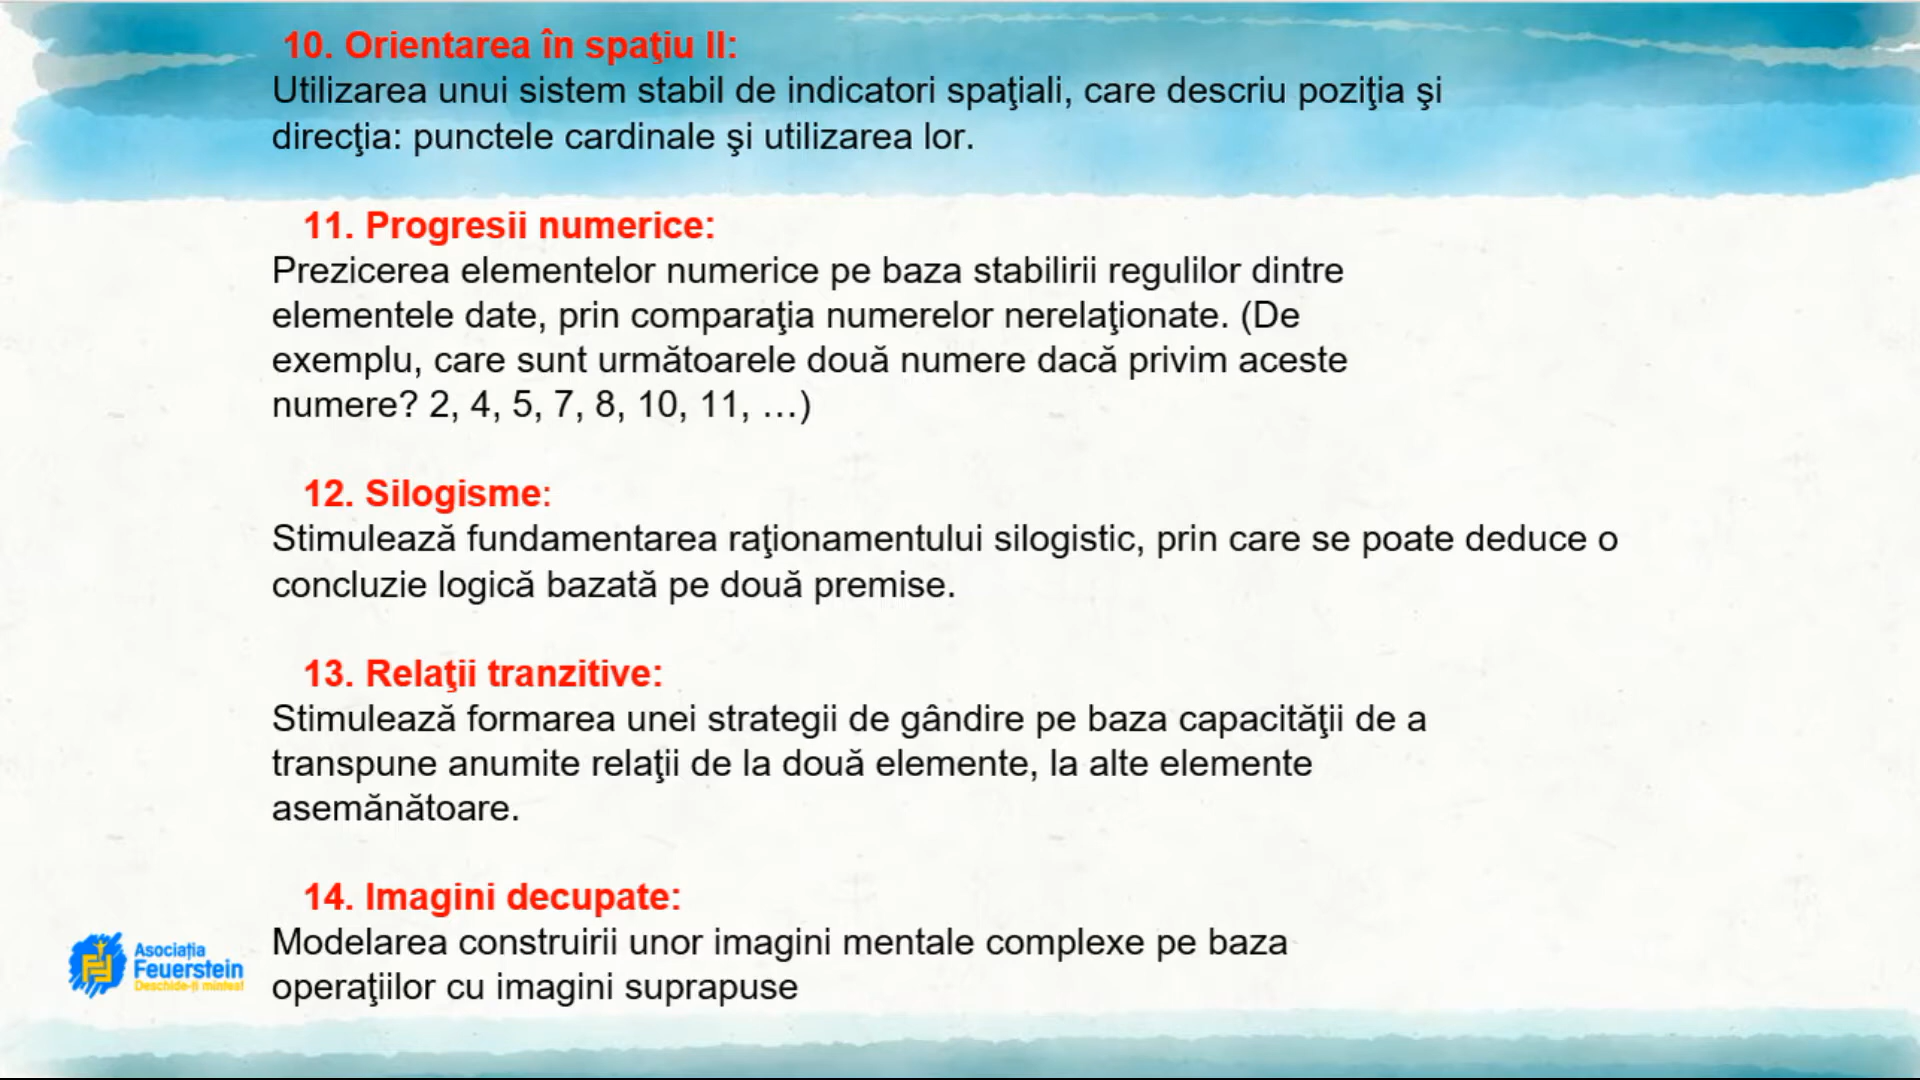 10. Orientarea în spaţiu II:
Utilizarea unui sistem stabil de indicatori spaţiali, care descriu poziţia şi
direcţia: punctele cardinale şi utilizarea lor.
11. Progresii numerice:
Prezicerea elementelor numerice pe baza stabilirii regulilor dintre
elementele date, prin comparaţia numerelor nerelaţionate. (De
exemplu, care sunt următoarele două numere dacă privim aceste
numere? 2, 4, 5, 7, 8, 10, 11, …)
12. Silogisme:
Stimulează fundamentarea raţionamentului silogistic, prin care se poate deduce o
concluzie logică bazată pe două premise.
13. Relaţii tranzitive:
Stimulează formarea unei strategii de gândire pe baza capacităţii de a
transpune anumite relaţii de la două elemente, la alte elemente
asemănătoare.
14. Imagini decupate:
Modelarea construirii unor imagini mentale complexe pe baza
operaţiilor cu imagini suprapuse
Asociaţia
Feuerstein
Deschide-ţi mintea!